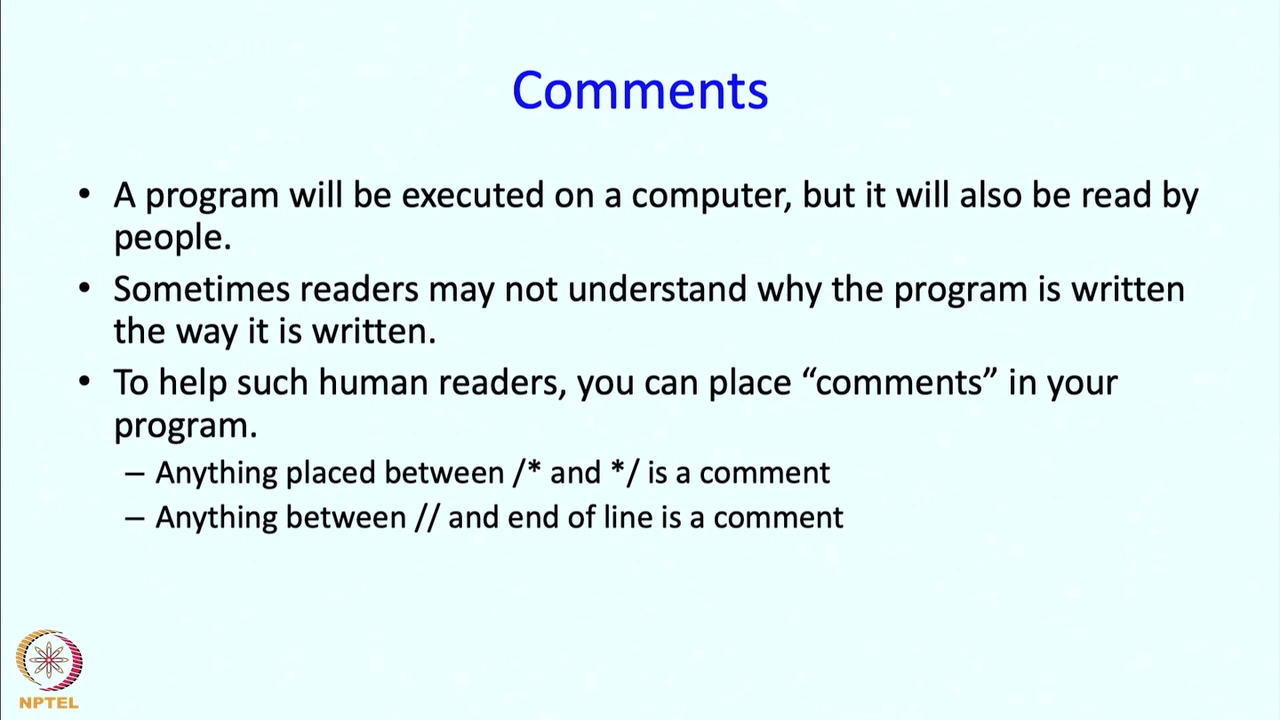 Comments
• A program will be executed on a computer, but it will also be read by
people.
• Sometimes readers may not understand why the program is written
the way it is written.
• To help such human readers, you can place “comments” in your
program.
– Anything placed between /* and */ is a comment
– Anything between // and end of line is a comment
NPTEL